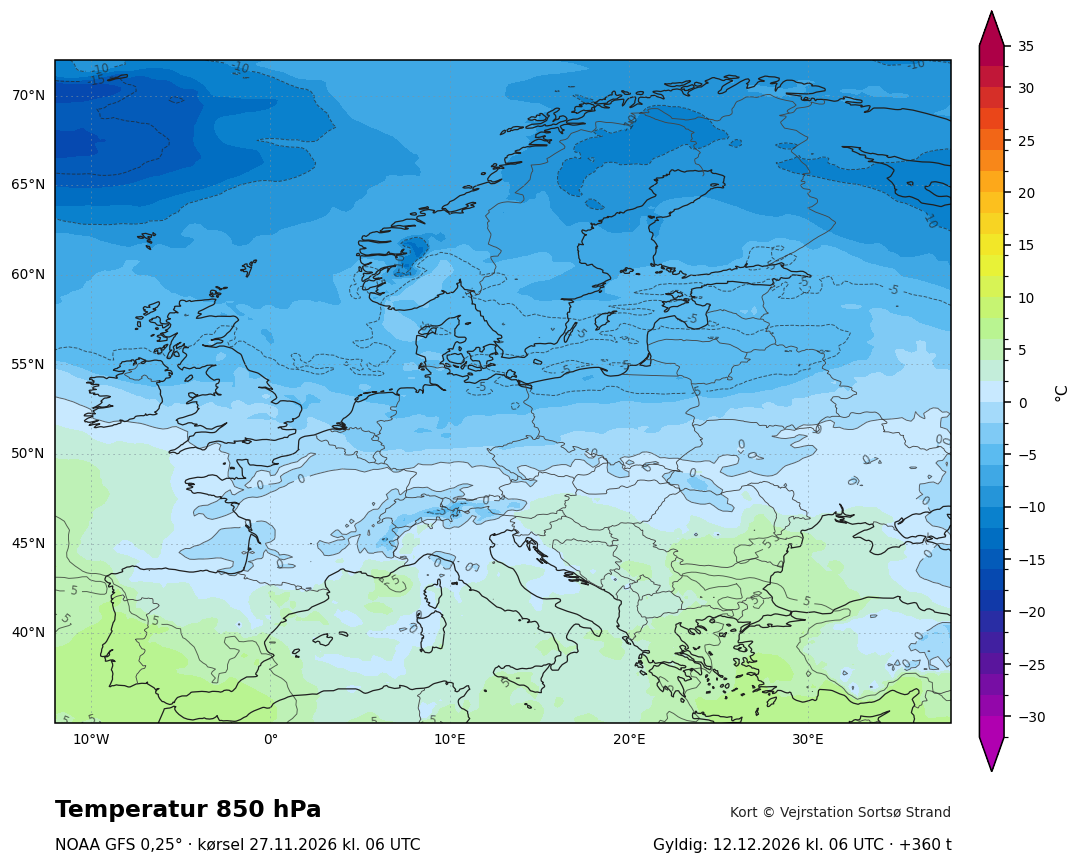 35
30
25
20
15
10
5
0
−5
−10
−15
−20
−25
−30
°C
70°N
65°N
60°N
55°N
50°N
45°N
40°N
10°W
0°
10°E
20°E
30°E
Temperatur 850 hPa
Kort © Vejrstation Sortsø Strand
NOAA GFS 0,25° · kørsel 27.11.2026 kl. 06 UTC
Gyldig: 12.12.2026 kl. 06 UTC · +360 t